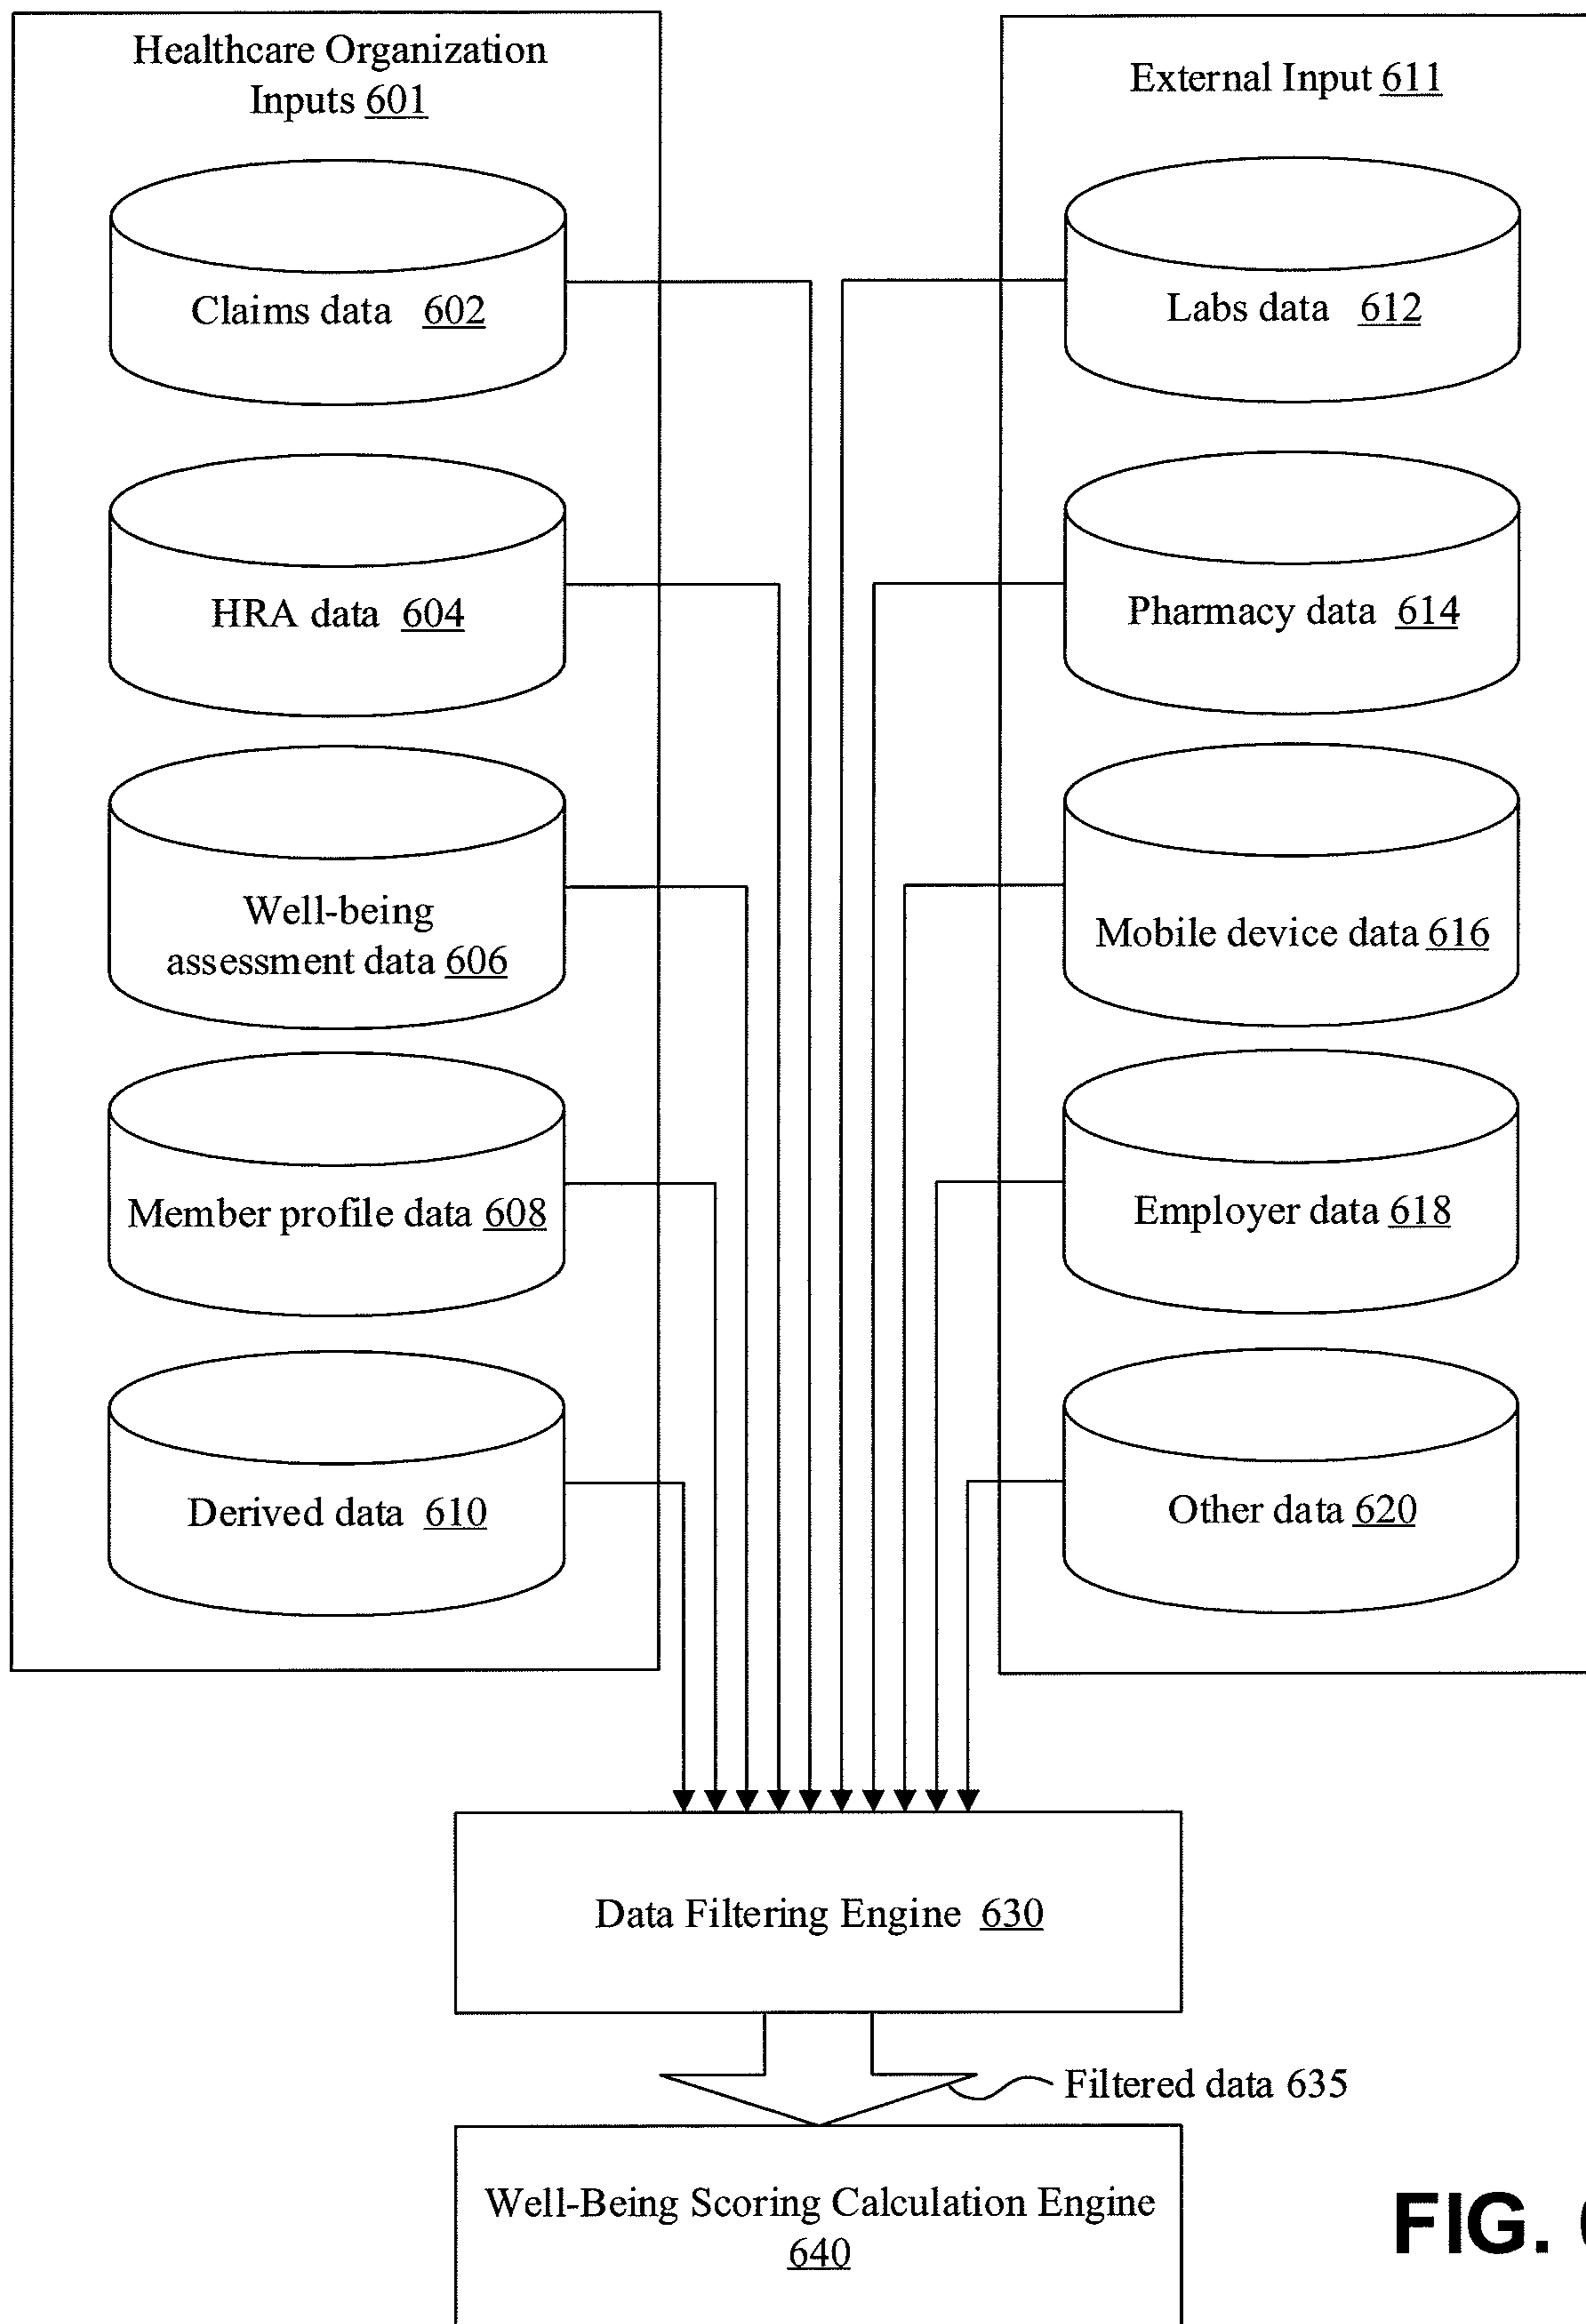 Healthcare Organization
Inputs 601
Claims data 602
HRA data 604
Well-being
assessment data 606
Member profile data 608
Derived data 610
External Input 611
Labs data 612
Pharmacy data 614
Mobile device data 616
Employer data 618
Other data 620
Data Filtering Engine 630
Filtered data 635
Well-Being Scoring Calculation Engine
640
FIG.